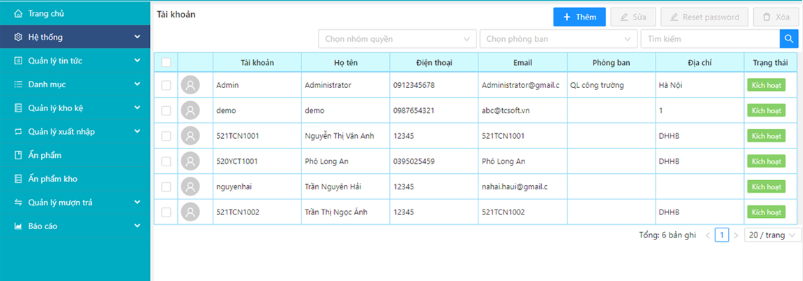 Trang chủ
Hệ thống
Quản lý tin tức
Danh mục
Quản lý kho kệ
Quản lý xuất nhập
Ấn phẩm
Ấn phẩm kho
Quản lý mượn trả
Báo cáo
Tài khoản
+ Thêm Sửa Reset password Xóa
Chọn nhóm quyền Chọn phòng ban Tìm kiếm
Tài khoản Họ tên Điện thoại Email Phòng ban Địa chỉ Trạng thái
Admin Administrator 0912345678 Administrator@gmail.c QL công trường Hà Nội Kích hoạt
demo demo 0987654321 abc@tcsoft.vn 1 Kích hoạt
521TCN1001 Nguyễn Thị Vân Anh 12345 521TCN1001 DHHB Kích hoạt
520YCT1001 Phó Long An 0395025459 Phó Long An DHHB Kích hoạt
nguyenhai Trần Nguyên Hải 12345 nahai.haui@gmail.c Kích hoạt
521TCN1002 Trần Thị Ngọc Ánh 12345 521TCN1002 DHHB Kích hoạt
Tổng: 6 bản ghi < 1 > 20 / trang